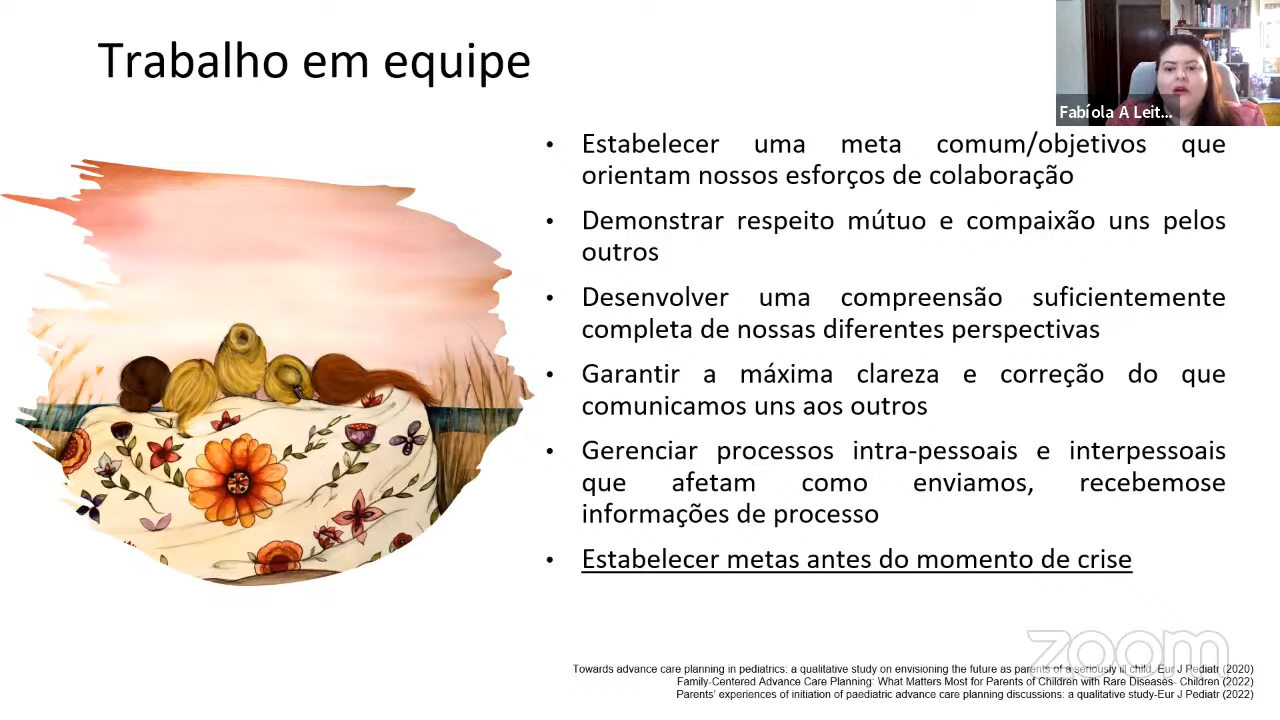 Trabalho em equipe
Fabíola A Leit...
• Estabelecer uma meta comum/objetivos que
orientam nossos esforços de colaboração
• Demonstrar respeito mútuo e compaixão uns pelos
outros
• Desenvolver uma compreensão suficientemente
completa de nossas diferentes perspectivas
• Garantir a máxima clareza e correção do que
comunicamos uns aos outros
• Gerenciar processos intra-pessoais e interpessoais
que afetam como enviamos, recebemose
informações de processo
• Estabelecer metas antes do momento de crise
zoom
Towards advance care planning in pediatrics: a qualitative study on envisioning the future as parents of a seriously ill child. Eur J Pediatr (2020)
Family-Centered Advance Care Planning: What Matters Most for Parents of Children with Rare Diseases- Children (2022)
Parents' experiences of initiation of paediatric advance care planning discussions: a qualitative study-Eur J Pediatr (2022)